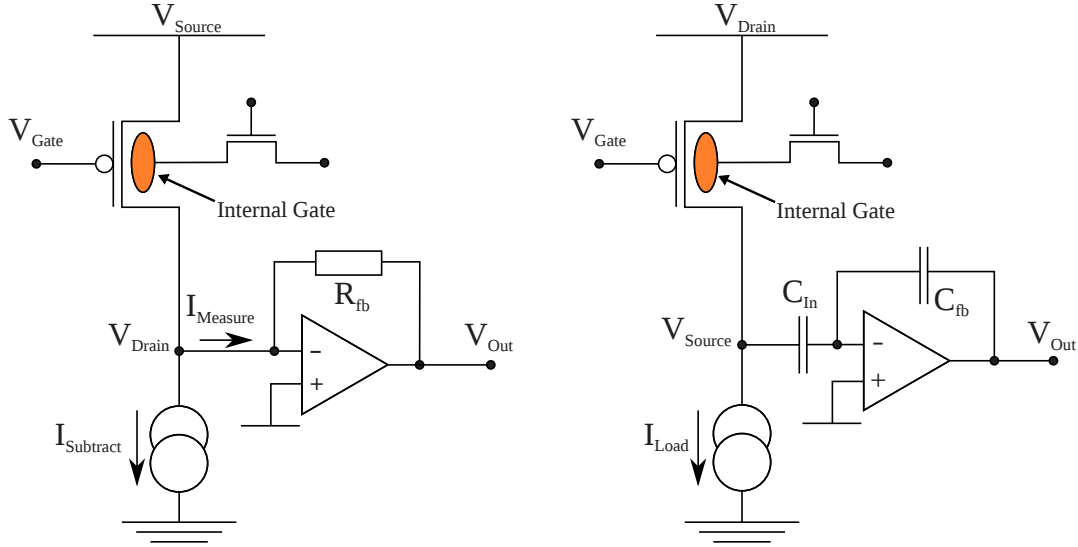 V_Source
V_Gate
Internal Gate
I_Measure
R_fb
V_Drain
−
+
V_Out
I_Subtract
V_Drain
V_Gate
Internal Gate
C_In
C_fb
V_Source
−
+
V_Out
I_Load